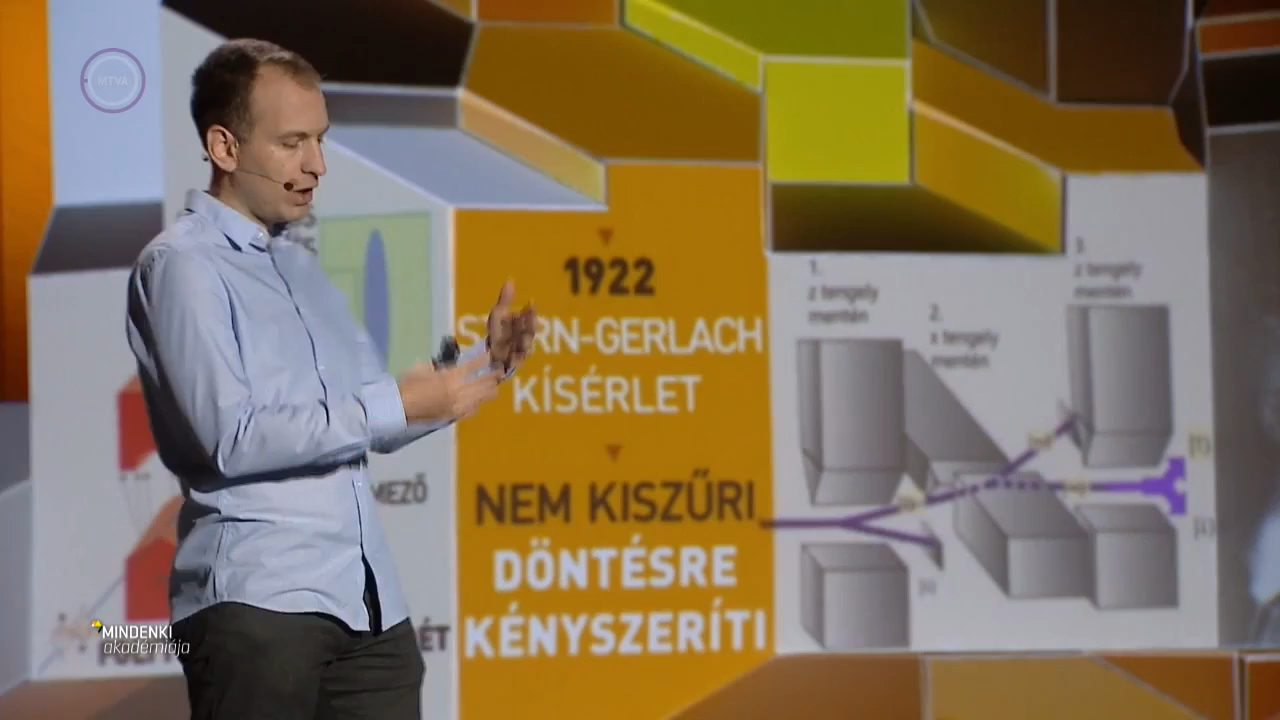 MTVA
1922
STERN-GERLACH
KÍSÉRLET
NEM KISZŰRI
DÖNTÉSRE
KÉNYSZERÍTI
1.
z tengely
mentén
2.
x tengely
mentén
3.
z tengely
mentén
MEZŐ
MINDENKI
akadémiája